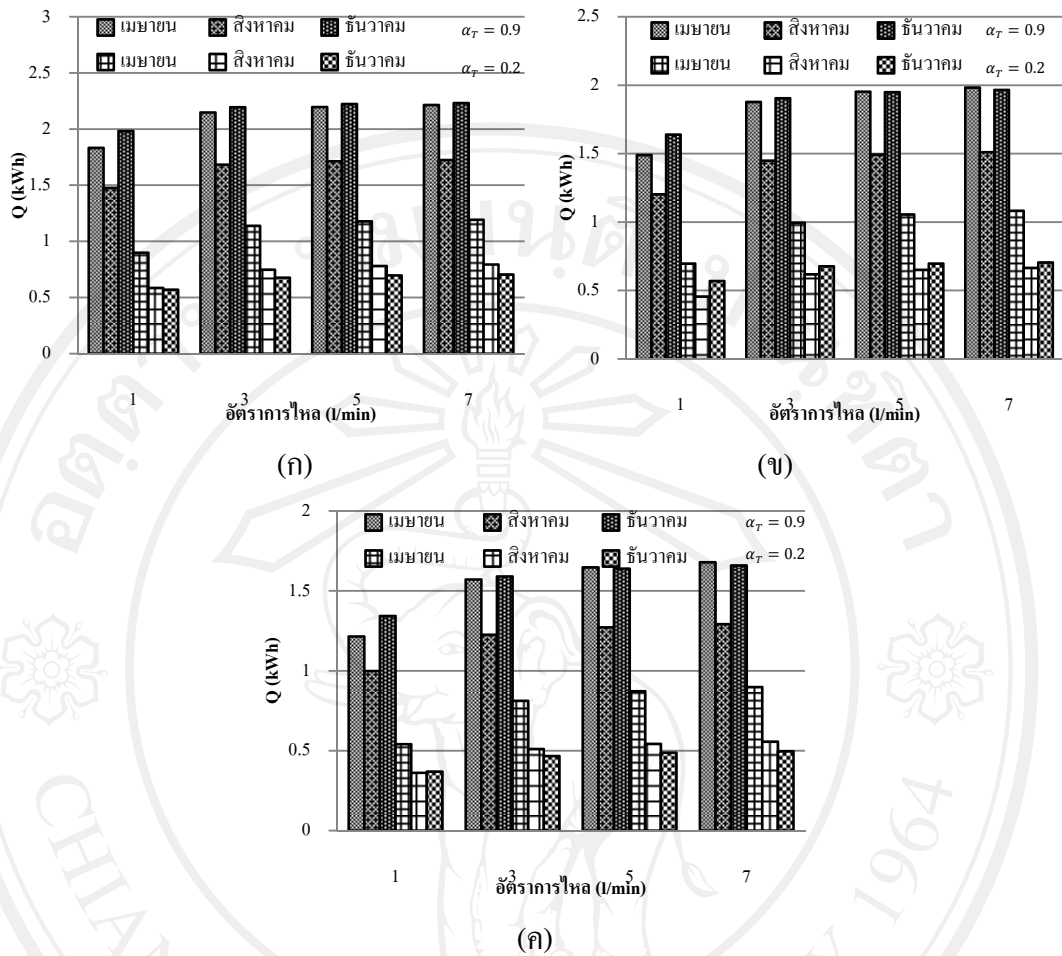 3
2.5
2
1.5
1
0.5
0
Q (kWh)
เมษายน สิงหาคม ธันวาคม α_T = 0.9
เมษายน สิงหาคม ธันวาคม α_T = 0.2
1 3 5 7
อัตราการไหล (l/min)
(ก)
2.5
2
1.5
1
0.5
0
Q (kWh)
เมษายน สิงหาคม ธันวาคม α_T = 0.9
เมษายน สิงหาคม ธันวาคม α_T = 0.2
1 3 5 7
อัตราการไหล (l/min)
(ข)
2
1.5
1
0.5
0
Q (kWh)
เมษายน สิงหาคม ธันวาคม α_T = 0.9
เมษายน สิงหาคม ธันวาคม α_T = 0.2
1 3 5 7
อัตราการไหล (l/min)
(ค)
1964